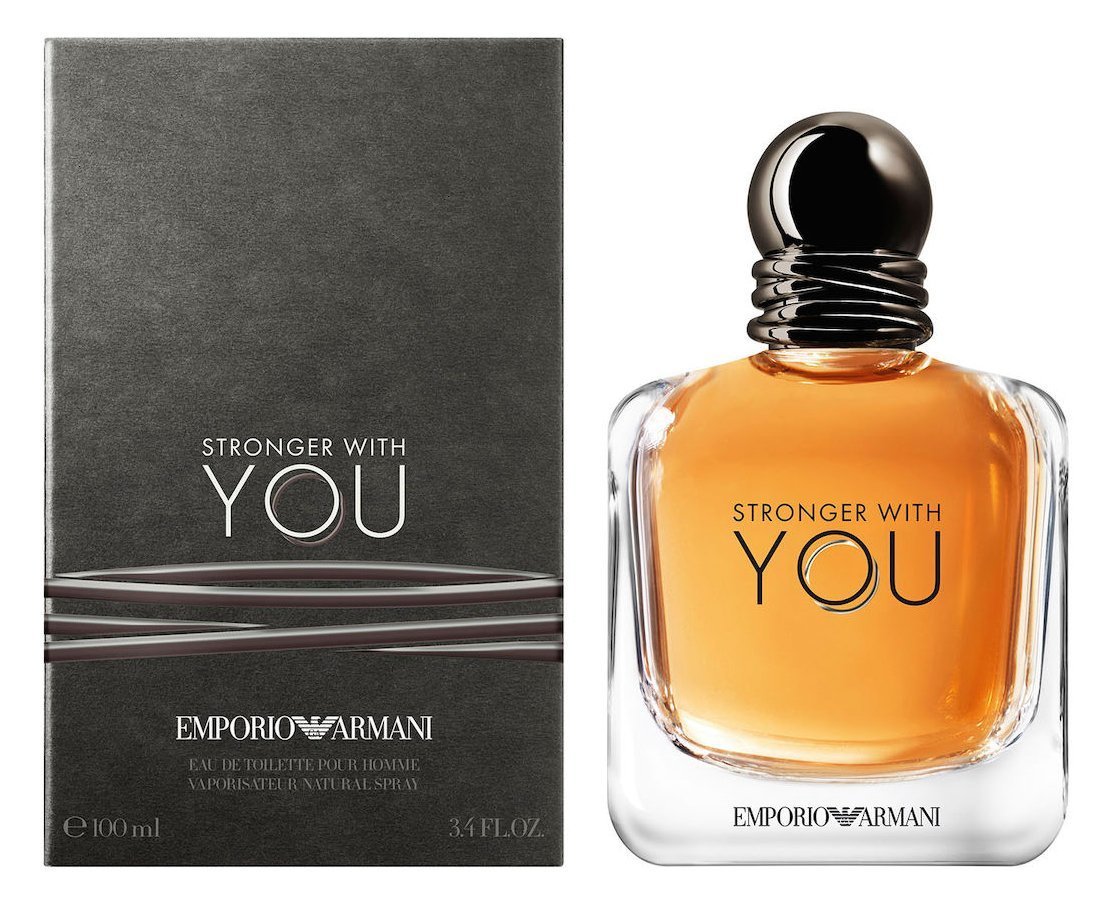 STRONGER WITH
YOU
EMPORIO ARMANI
EAU DE TOILETTE POUR HOMME
VAPORISATEUR NATURAL SPRAY
℮ 100 ml
3.4 FL.OZ.
STRONGER WITH
YOU
EMPORIO ARMANI